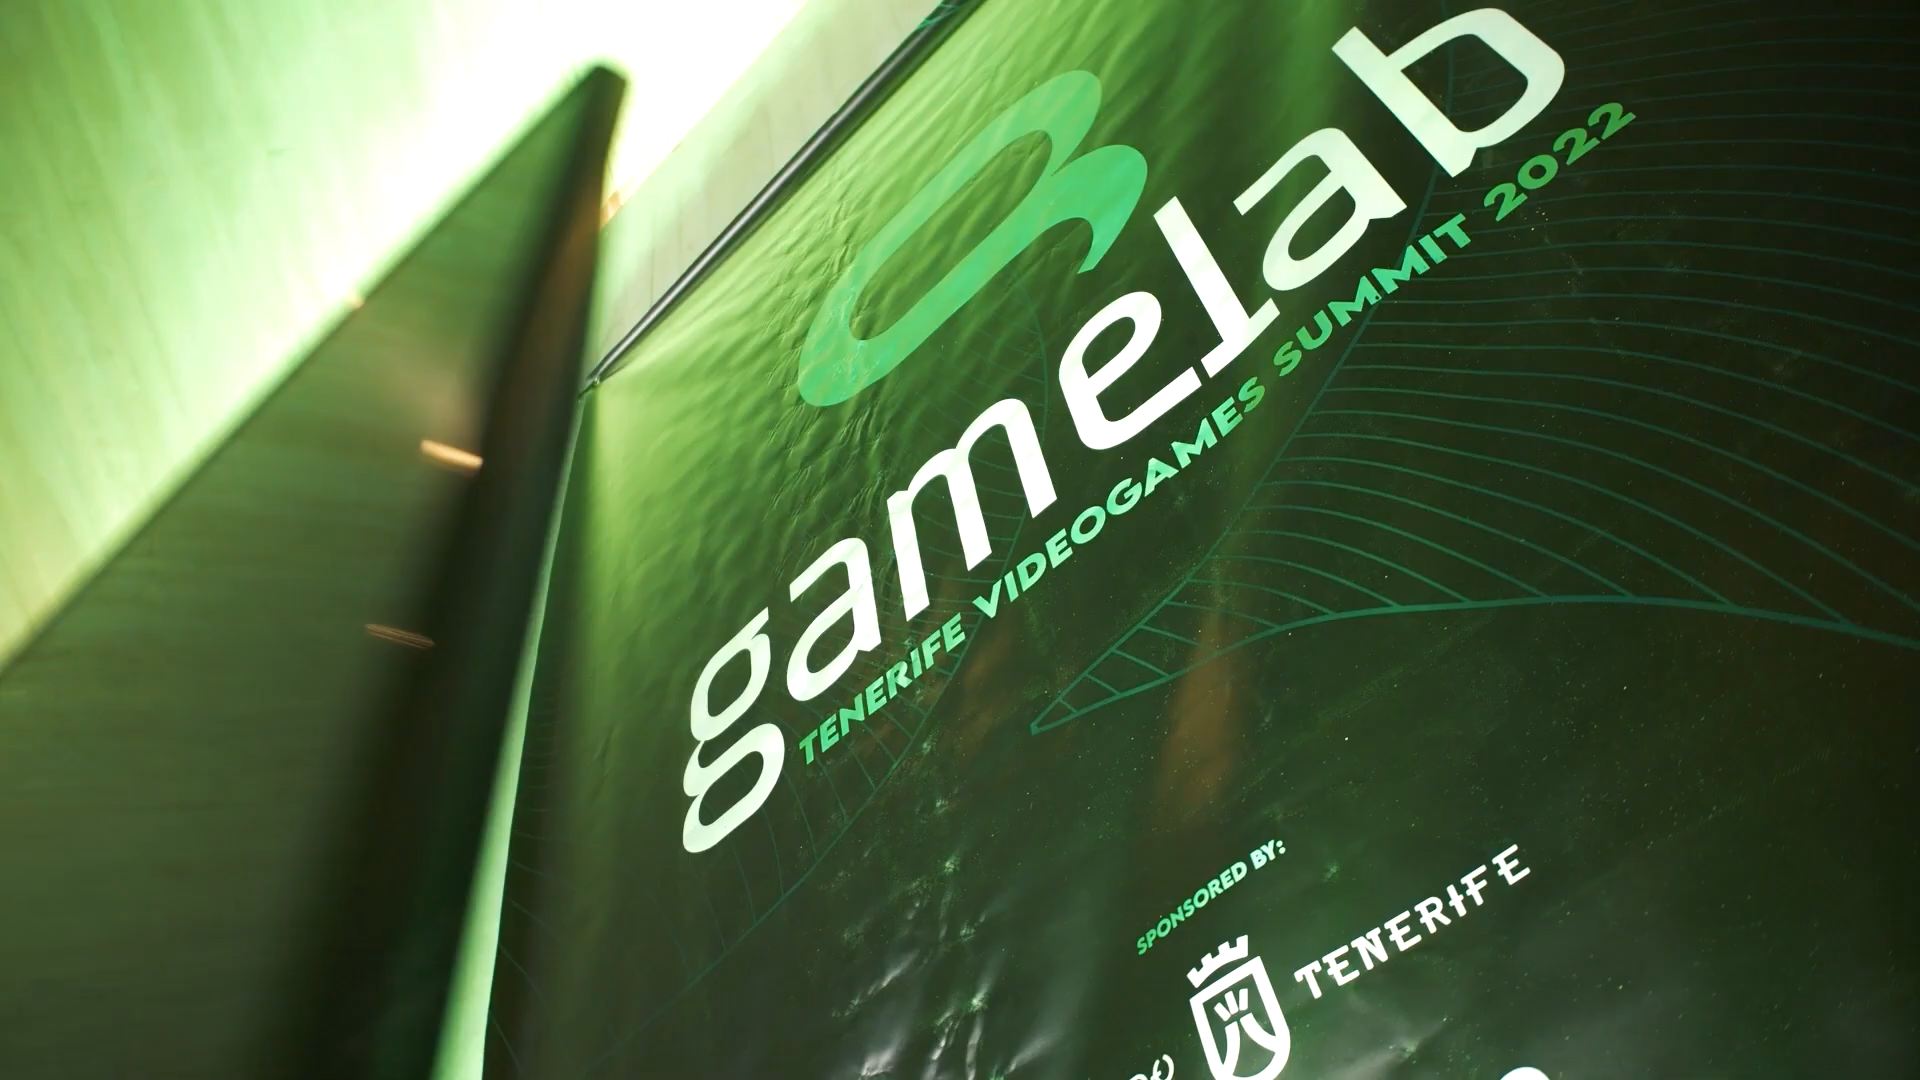 gamelab
TENERIFE VIDEOGAMES SUMMIT 2022
SPONSORED BY:
TENERIFE